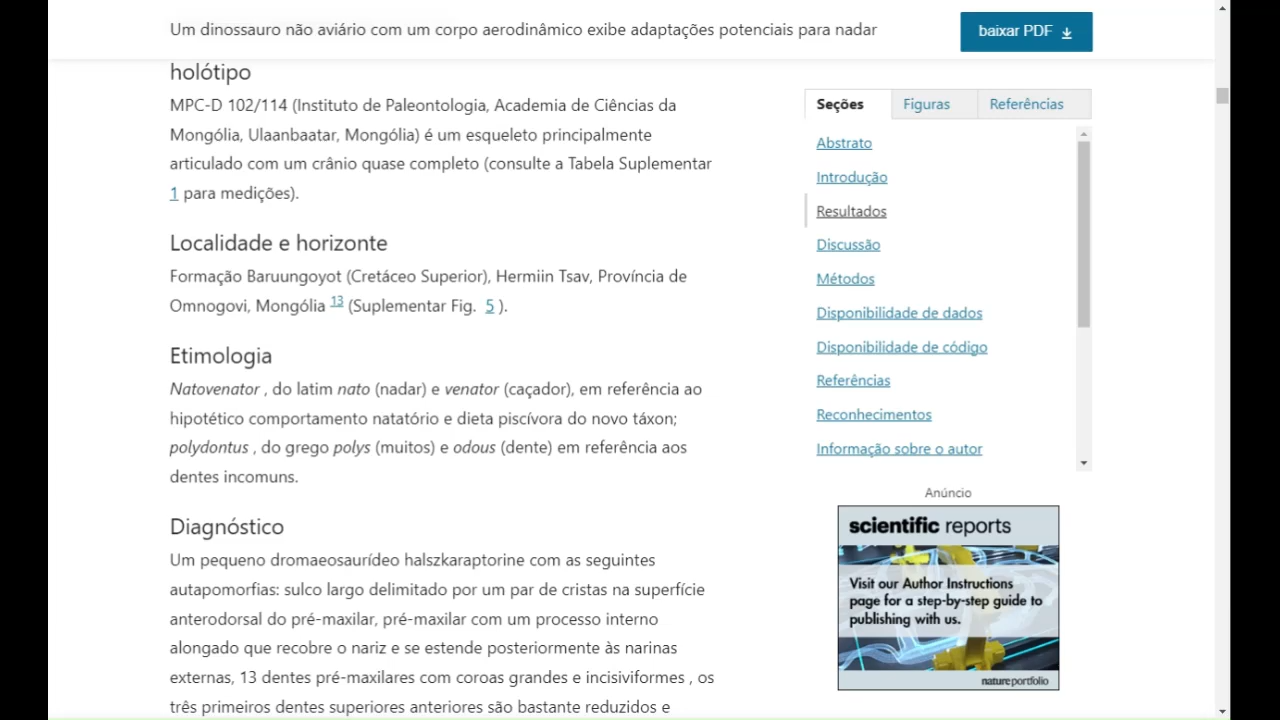 Um dinossauro não aviário com um corpo aerodinâmico exibe adaptações potenciais para nadar
baixar PDF
holótipo
MPC-D 102/114 (Instituto de Paleontologia, Academia de Ciências da
Mongólia, Ulaanbaatar, Mongólia) é um esqueleto principalmente
articulado com um crânio quase completo (consulte a Tabela Suplementar
1 para medições).
Localidade e horizonte
Formação Baruungoyot (Cretáceo Superior), Hermiin Tsav, Província de
Omnogovi, Mongólia 13 (Suplementar Fig. 5 ).
Etimologia
Natovenator , do latim nato (nadar) e venator (caçador), em referência ao
hipotético comportamento natatório e dieta piscívora do novo táxon;
polydontus , do grego polys (muitos) e odous (dente) em referência aos
dentes incomuns.
Diagnóstico
Um pequeno dromaeosaurídeo halszkaraptorine com as seguintes
autapomorfias: sulco largo delimitado por um par de cristas na superfície
anterodorsal do pré-maxilar, pré-maxilar com um processo interno
alongado que recobre o nariz e se estende posteriormente às narinas
externas, 13 dentes pré-maxilares com coroas grandes e incisiviformes , os
três primeiros dentes superiores anteriores são bastante reduzidos e
Seções
Figuras
Referências
Abstrato
Introdução
Resultados
Discussão
Métodos
Disponibilidade de dados
Disponibilidade de código
Referências
Reconhecimentos
Informação sobre o autor
Anúncio
scientific reports
Visit our Author Instructions
page for a step-by-step guide to
publishing with us.
natureportfolio